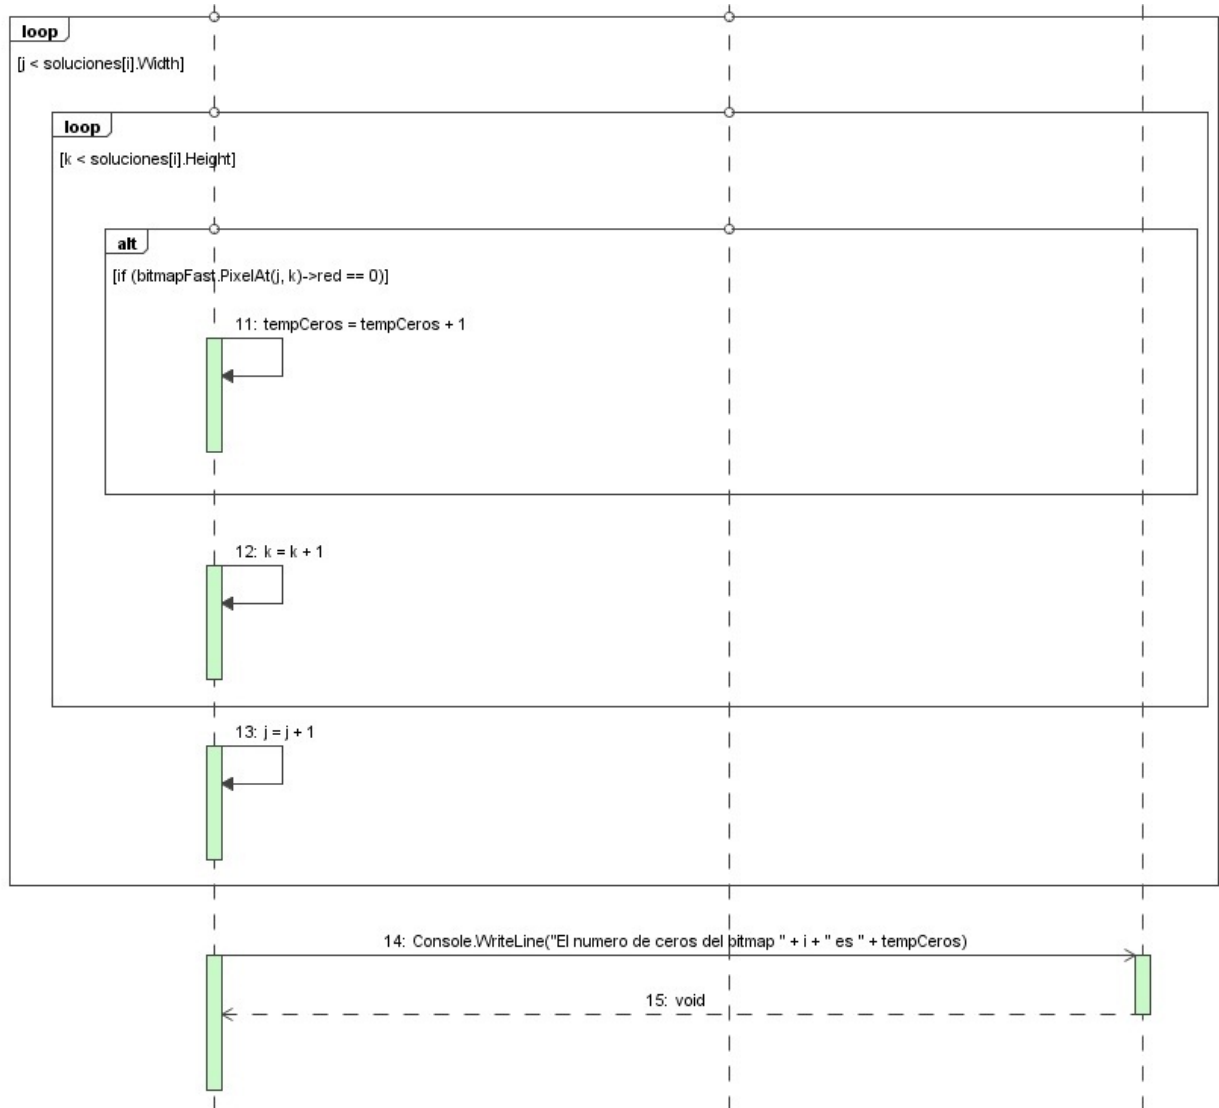 loop
[j < soluciones[i].Width]
loop
[k < soluciones[i].Height]
alt
[if (bitmapFast.PixelAt(j, k)->red == 0)]
11: tempCeros = tempCeros + 1
12: k = k + 1
13: j = j + 1
14: Console.WriteLine("El numero de ceros del bitmap " + i + " es " + tempCeros)
15: void